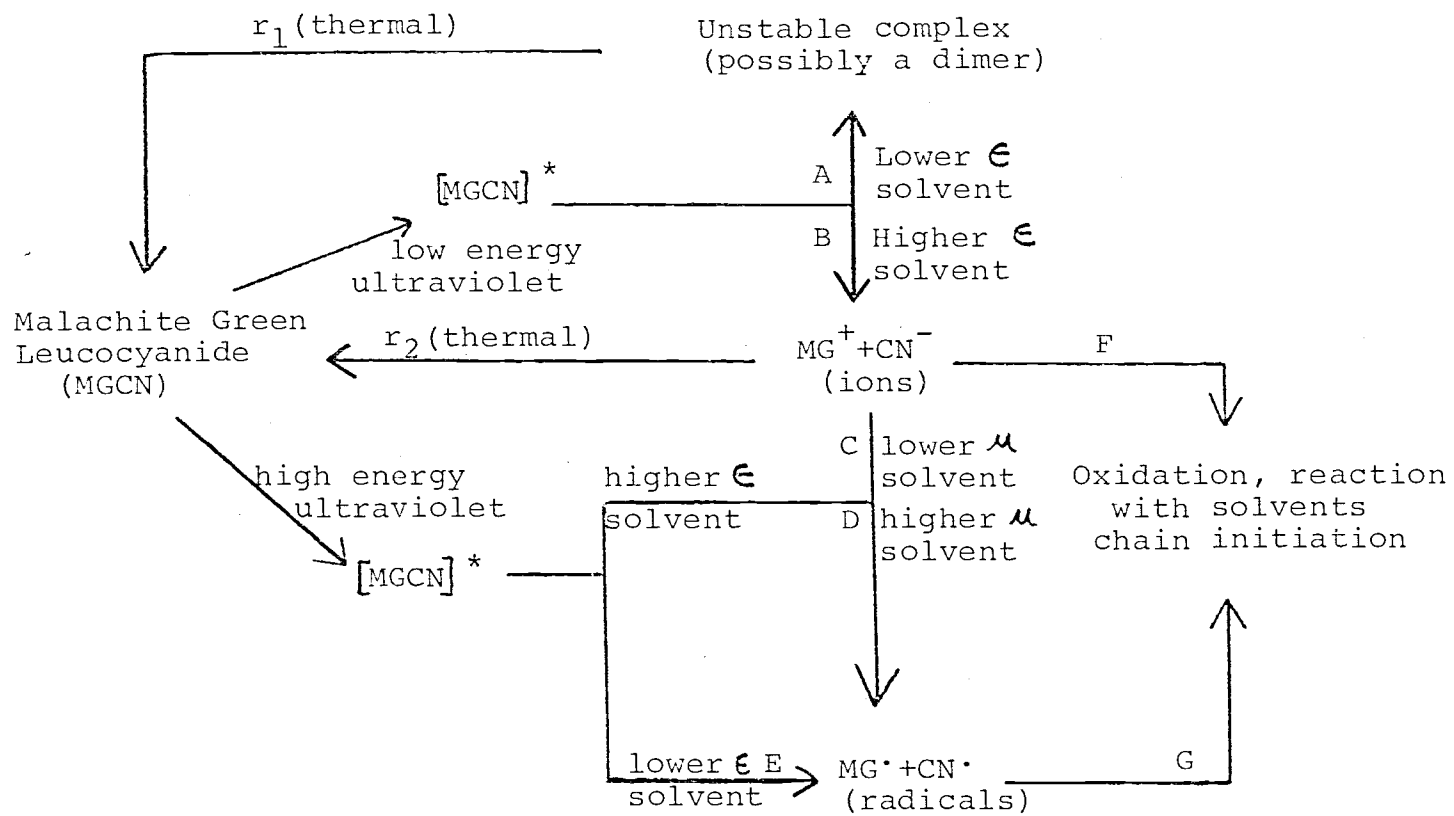 r1(thermal)
Unstable complex
(possibly a dimer)
[MGCN]*
A
Lower ϵ
solvent
B
Higher ϵ
solvent
low energy
ultraviolet
Malachite Green
Leucocyanide
(MGCN)
r2(thermal)
MG⁺+CN⁻
(ions)
F
high energy
ultraviolet
higher ϵ
solvent
C
lower μ
solvent
D
higher μ
solvent
Oxidation, reaction
with solvents
chain initiation
[MGCN]*
lower ϵ E
solvent
MG·+CN·
(radicals)
G